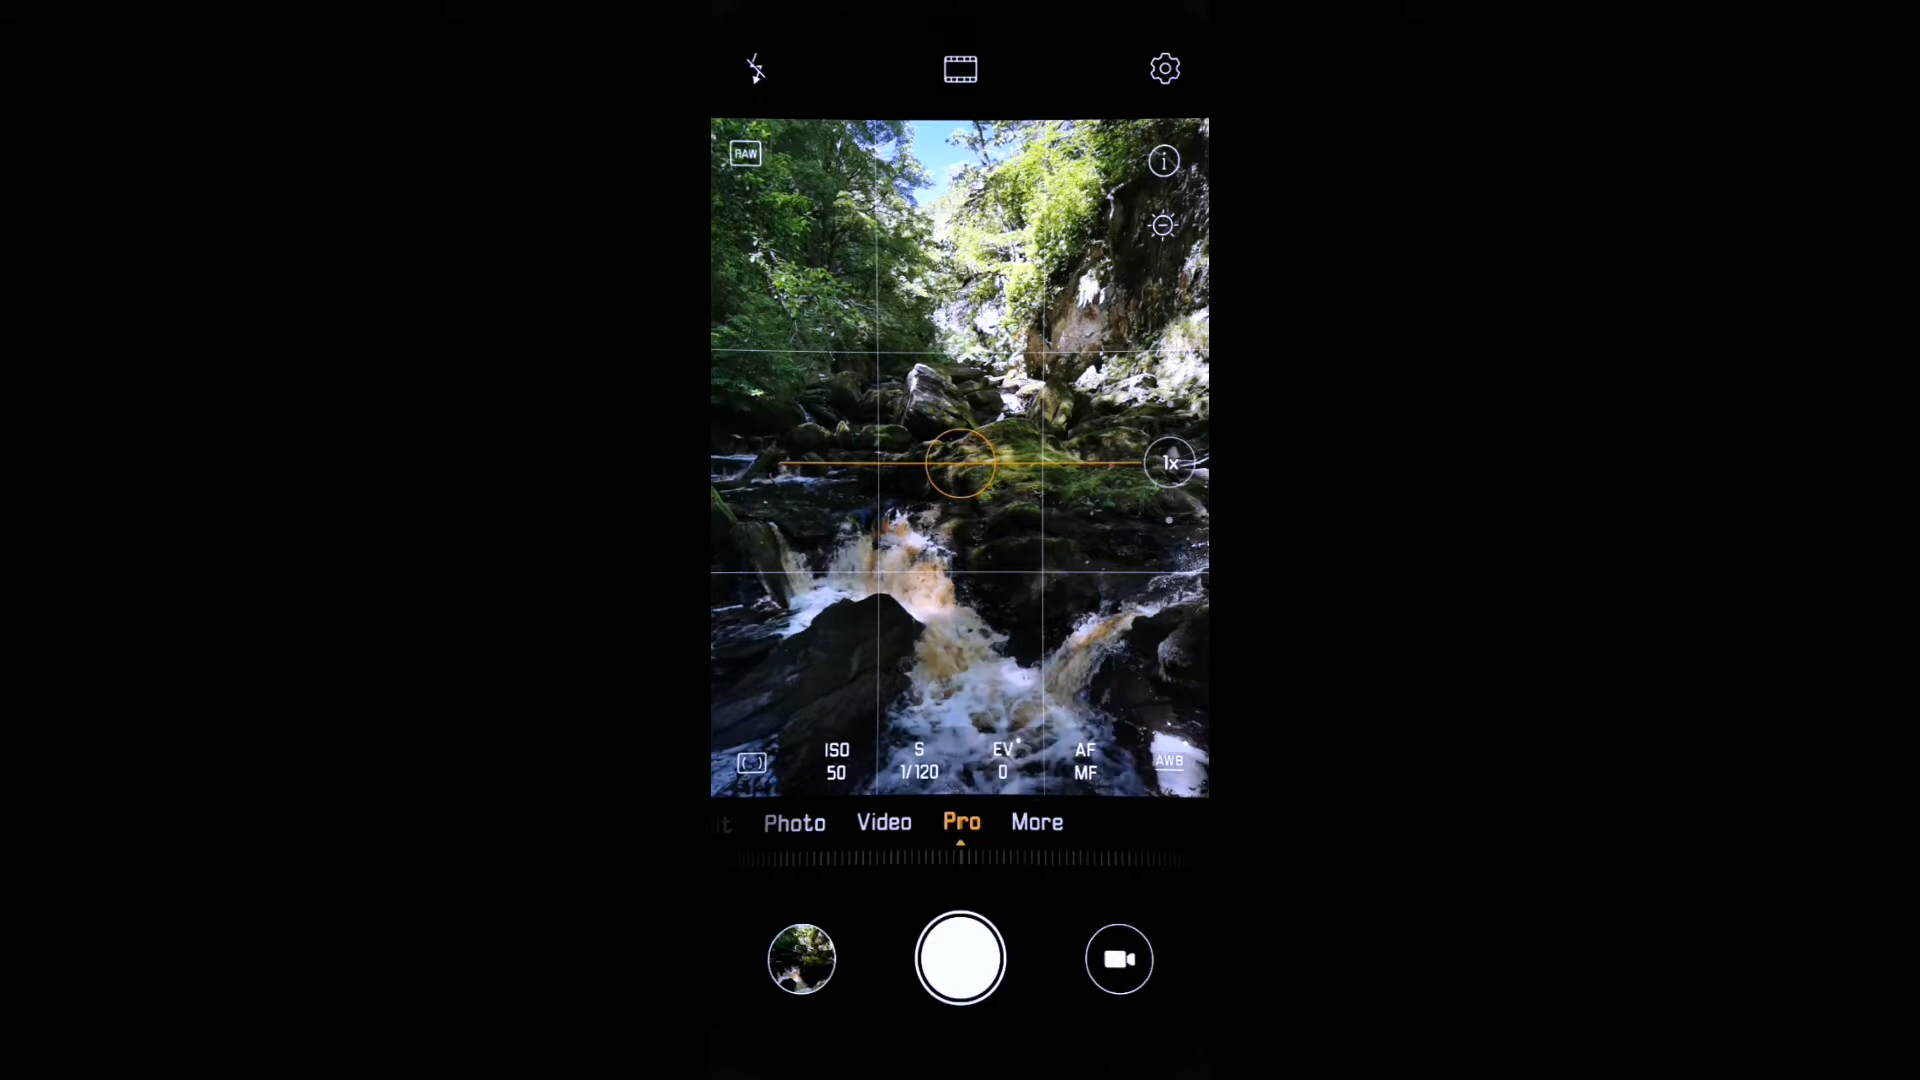 RAW
1x
ISO S EV AF
50 1/120 0 MF AWB
Photo Video Pro More